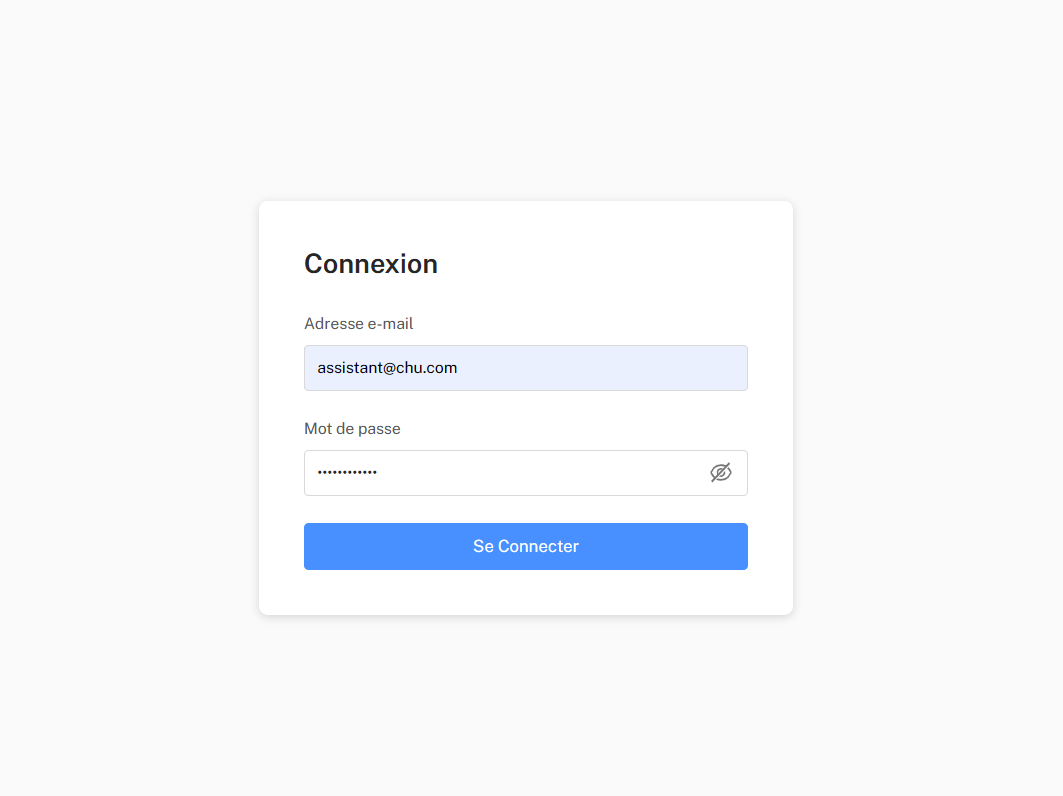 Connexion
Adresse e-mail
assistant@chu.com
Mot de passe
••••••••••••
Se Connecter